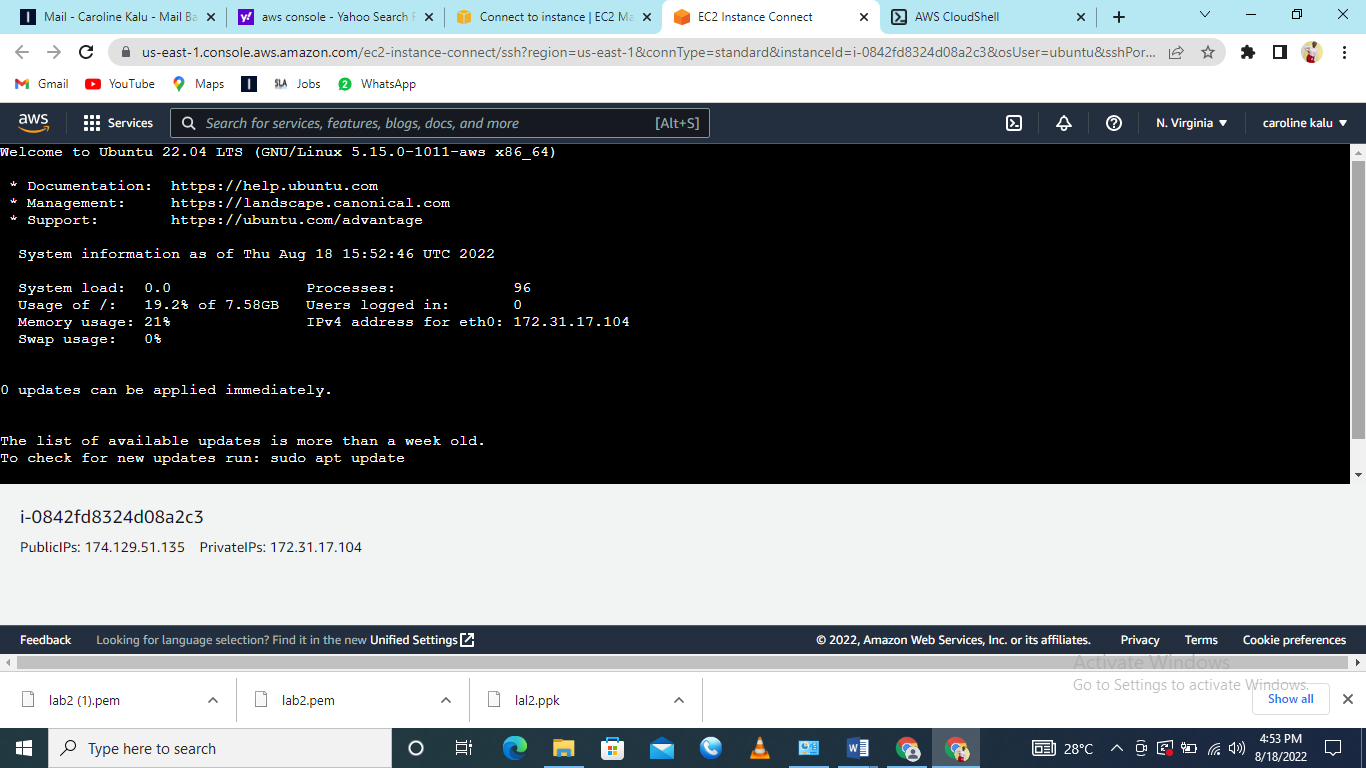 Mail - Caroline Kalu - Mail Ba
aws console - Yahoo Search R
Connect to instance | EC2 Ma
EC2 Instance Connect
AWS CloudShell
us-east-1.console.aws.amazon.com/ec2-instance-connect/ssh?region=us-east-1&connType=standard&instanceId=i-0842fd8324d08a2c3&osUser=ubuntu&sshPor...
Gmail YouTube Maps SLA Jobs 2 WhatsApp
aws Services Search for services, features, blogs, docs, and more [Alt+S] N. Virginia caroline kalu
Welcome to Ubuntu 22.04 LTS (GNU/Linux 5.15.0-1011-aws x86_64)
* Documentation: https://help.ubuntu.com
* Management: https://landscape.canonical.com
* Support: https://ubuntu.com/advantage
System information as of Thu Aug 18 15:52:46 UTC 2022
System load: 0.0 Processes: 96
Usage of /: 19.2% of 7.58GB Users logged in: 0
Memory usage: 21% IPv4 address for eth0: 172.31.17.104
Swap usage: 0%
0 updates can be applied immediately.
The list of available updates is more than a week old.
To check for new updates run: sudo apt update
i-0842fd8324d08a2c3
PublicIPs: 174.129.51.135 PrivateIPs: 172.31.17.104
Feedback Looking for language selection? Find it in the new Unified Settings © 2022, Amazon Web Services, Inc. or its affiliates. Privacy Terms Cookie preferences
Activate Windows
Go to Settings to activate Windows.
lab2 (1).pem lab2.pem lal2.ppk Show all
Type here to search 28°C 4:53 PM
8/18/2022